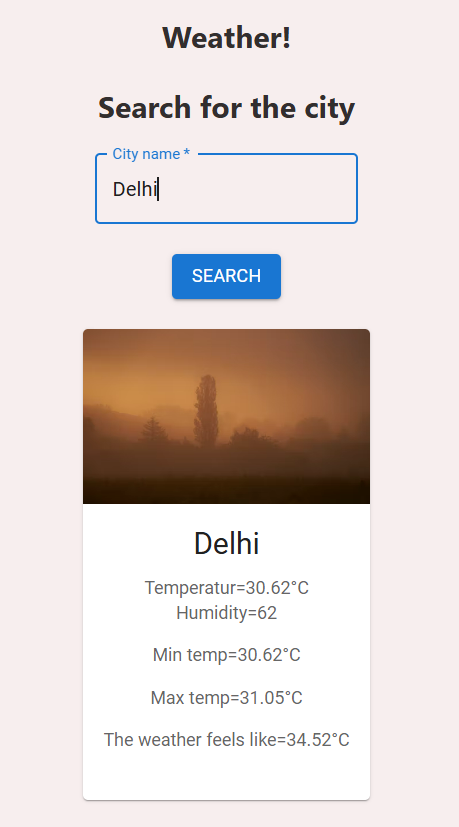 Weather!
Search for the city
City name *
Delhi
SEARCH
Delhi
Temperatur=30.62°C
Humidity=62
Min temp=30.62°C
Max temp=31.05°C
The weather feels like=34.52°C